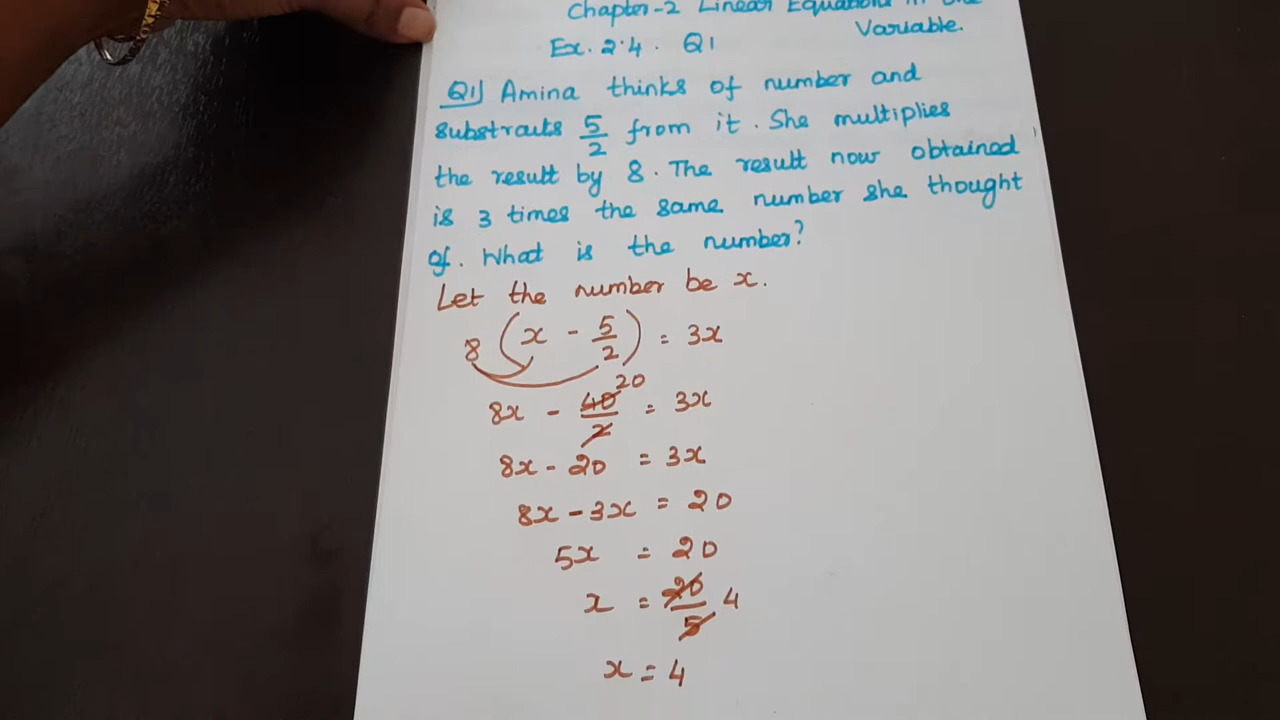 Chapter-2 Linear Equations in
Variable.
Ex. 2.4. Q1
Q1) Amina thinks of number and
substracts 5/2 from it. She multiplies
the result by 8. The result now obtained
is 3 times the same number she thought
of. What is the number?
Let the number be x.
8 (x - 5/2) = 3x
8x - 40/2 20 = 3x
8x - 20 = 3x
8x - 3x = 20
5x = 20
x = 20/5 4
x = 4